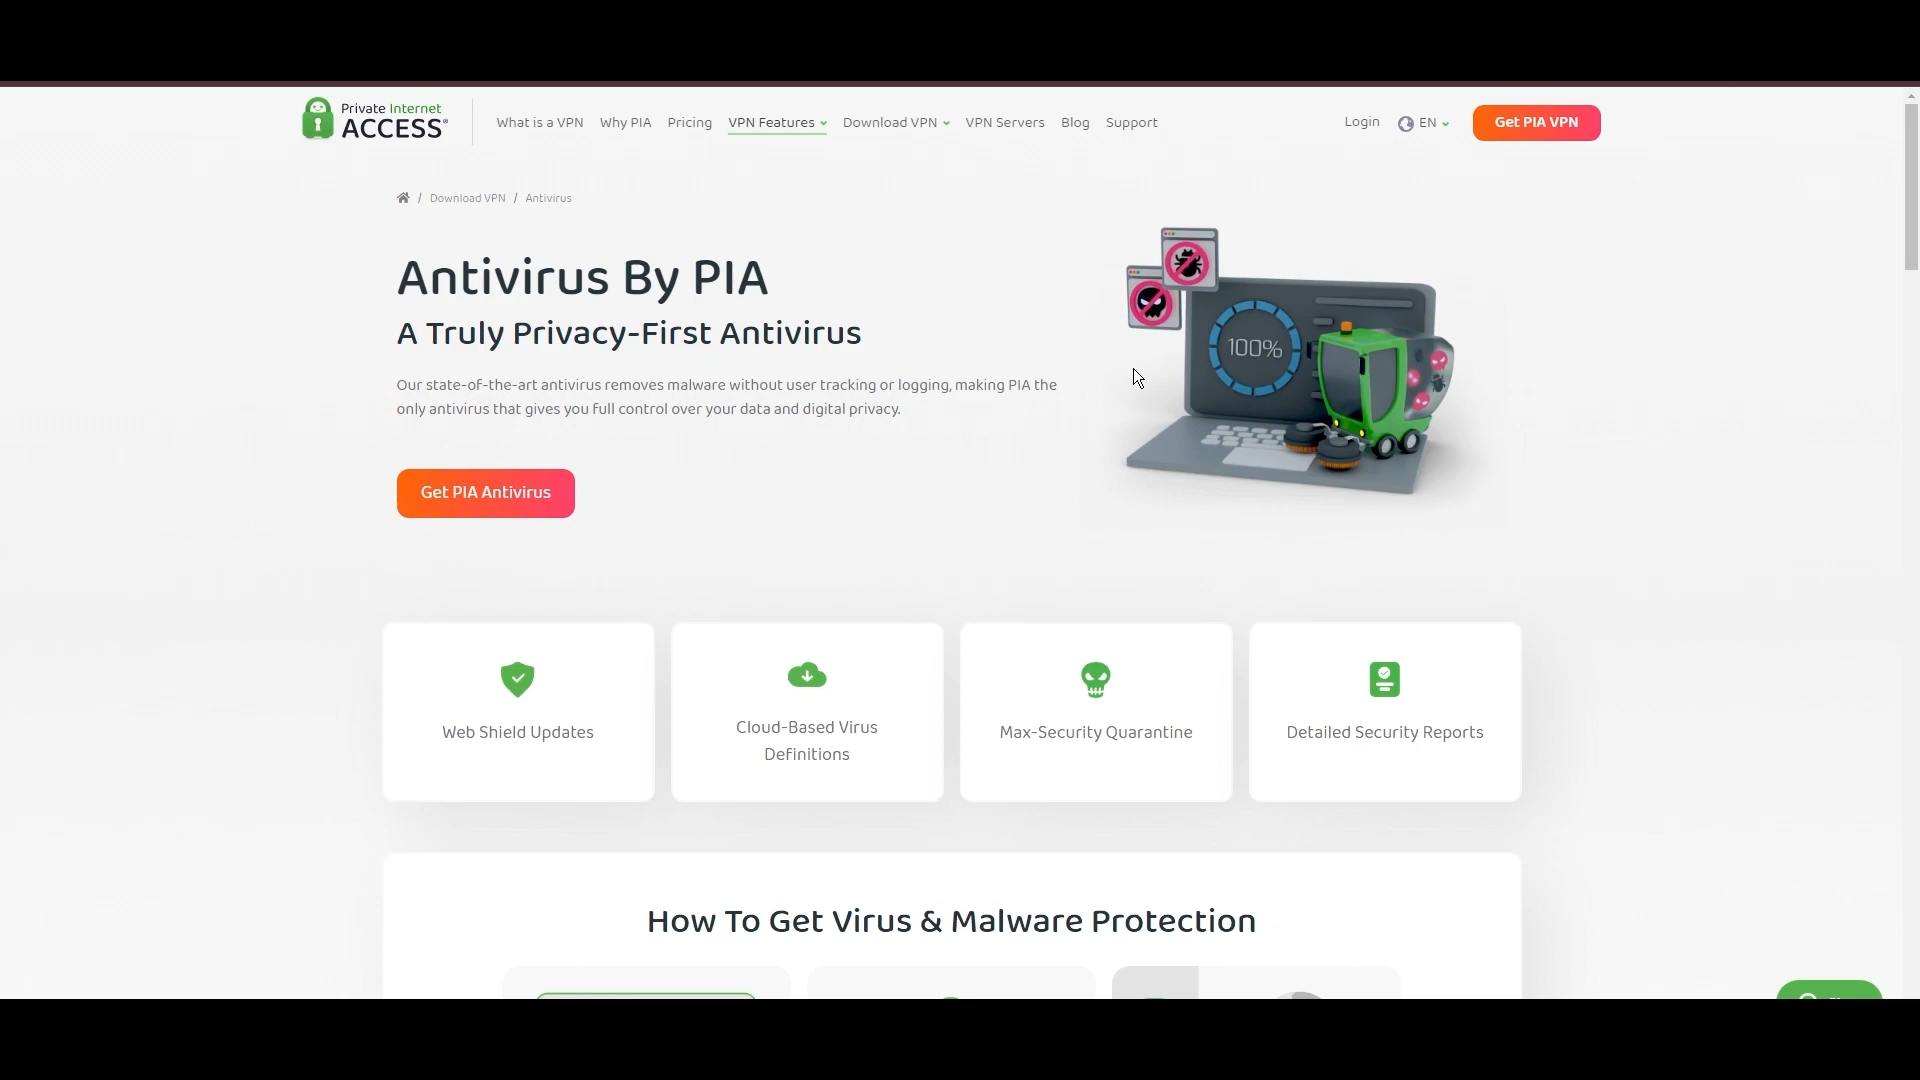 Private Internet
ACCESS®
What is a VPN
Why PIA
Pricing
VPN Features
Download VPN
VPN Servers
Blog
Support
Login
EN
Get PIA VPN
/ Download VPN / Antivirus
Antivirus By PIA
A Truly Privacy-First Antivirus
Our state-of-the-art antivirus removes malware without user tracking or logging, making PIA the
only antivirus that gives you full control over your data and digital privacy.
Get PIA Antivirus
100%
Web Shield Updates
Cloud-Based Virus
Definitions
Max-Security Quarantine
Detailed Security Reports
How To Get Virus & Malware Protection